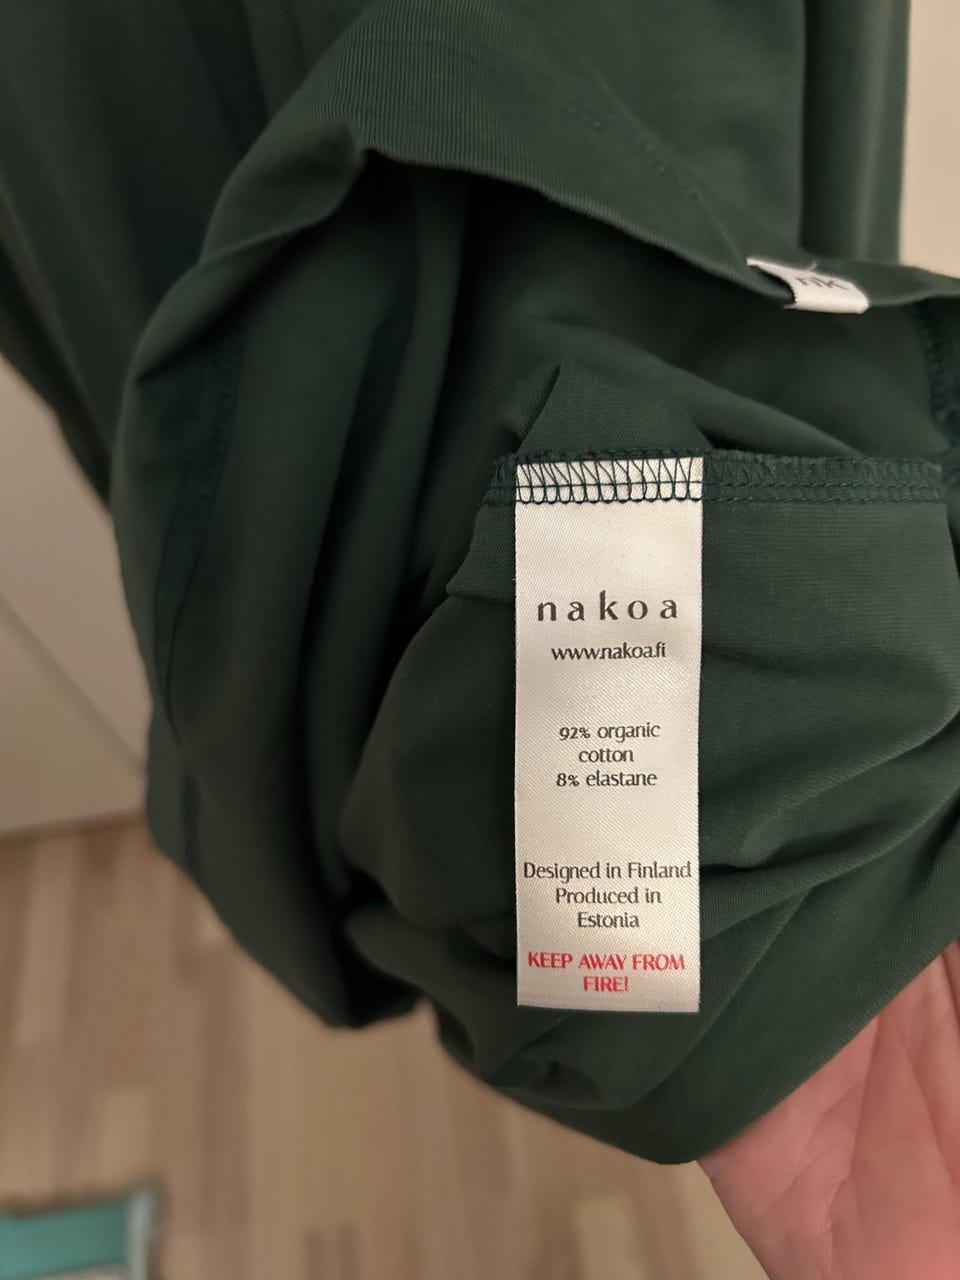 nakoa
www.nakoa.fi
92% organic
cotton
8% elastane
Designed in Finland
Produced in
Estonia
KEEP AWAY FROM
FIRE!